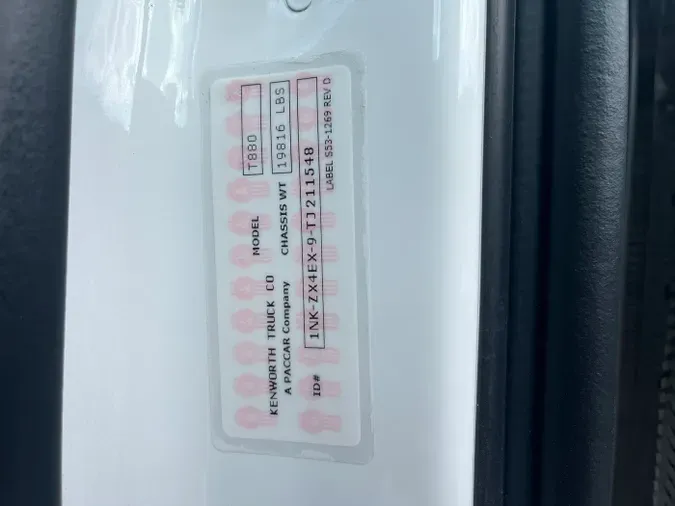 KENWORTH TRUCK CO MODEL T880
A PACCAR Company CHASSIS WT 19816 LBS
ID# 1NK-ZX4EX-9-TJ211548
LABEL S53-1269 REV D